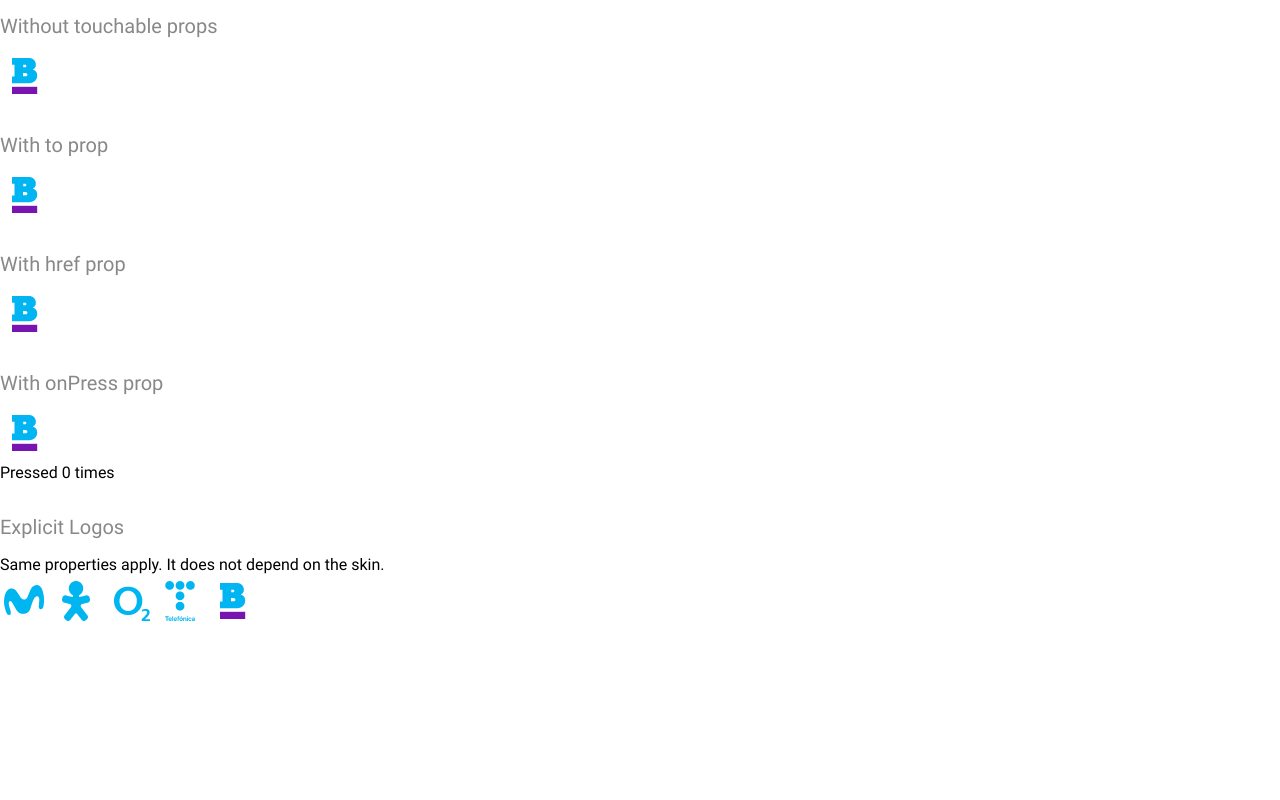 Without touchable props
B
With to prop
B
With href prop
B
With onPress prop
B
Pressed 0 times
Explicit Logos
Same properties apply. It does not depend on the skin.
O2 Telefónica B